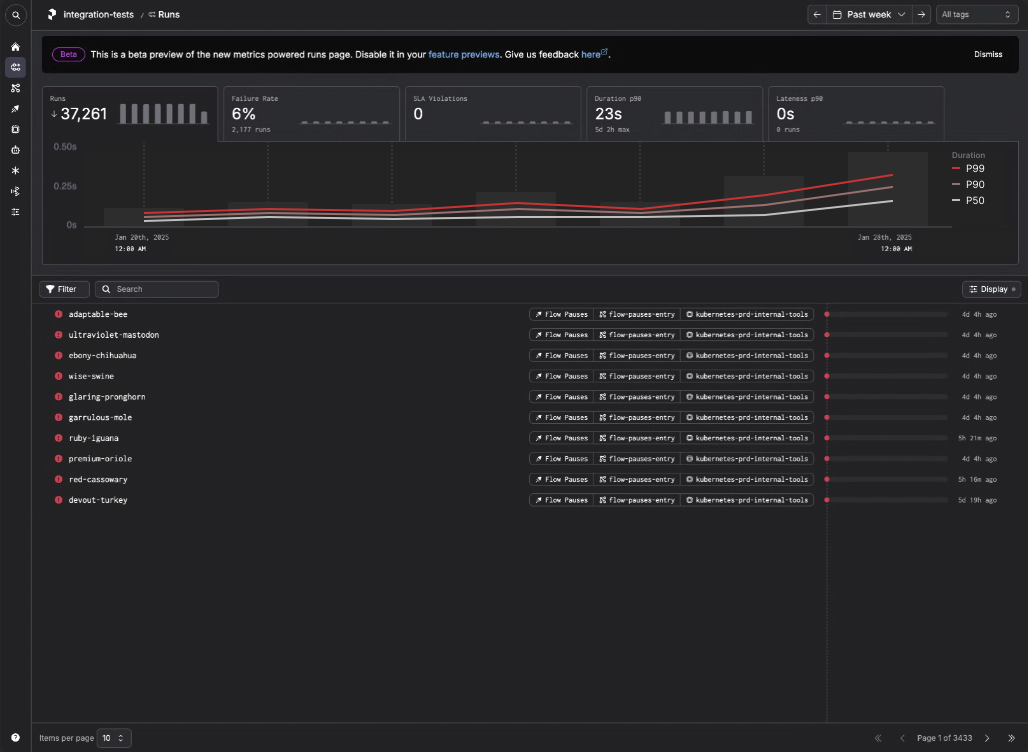 integration-tests / Runs
Past week
All tags
Beta This is a beta preview of the new metrics powered runs page. Disable it in your feature previews. Give us feedback here.
Dismiss
Runs
↓ 37,261
Failure Rate
6%
2,177 runs
SLA Violations
0
Duration p90
23s
5d 2h max
Lateness p90
0s
0 runs
0.50s
0.25s
0s
Jan 20th, 2025
12:00 AM
Jan 28th, 2025
12:00 AM
Duration
P99
P90
P50
Filter
Search
Display
adaptable-bee Flow Pauses flow-pauses-entry kubernetes-prd-internal-tools 4d 4h ago
ultraviolet-mastodon Flow Pauses flow-pauses-entry kubernetes-prd-internal-tools 4d 4h ago
ebony-chihuahua Flow Pauses flow-pauses-entry kubernetes-prd-internal-tools 4d 4h ago
wise-swine Flow Pauses flow-pauses-entry kubernetes-prd-internal-tools 4d 4h ago
glaring-pronghorn Flow Pauses flow-pauses-entry kubernetes-prd-internal-tools 4d 4h ago
garrulous-mole Flow Pauses flow-pauses-entry kubernetes-prd-internal-tools 4d 4h ago
ruby-iguana Flow Pauses flow-pauses-entry kubernetes-prd-internal-tools 5h 21m ago
premium-oriole Flow Pauses flow-pauses-entry kubernetes-prd-internal-tools 4d 4h ago
red-cassowary Flow Pauses flow-pauses-entry kubernetes-prd-internal-tools 5h 16m ago
devout-turkey Flow Pauses flow-pauses-entry kubernetes-prd-internal-tools 5d 19h ago
Items per page 10
Page 1 of 3433